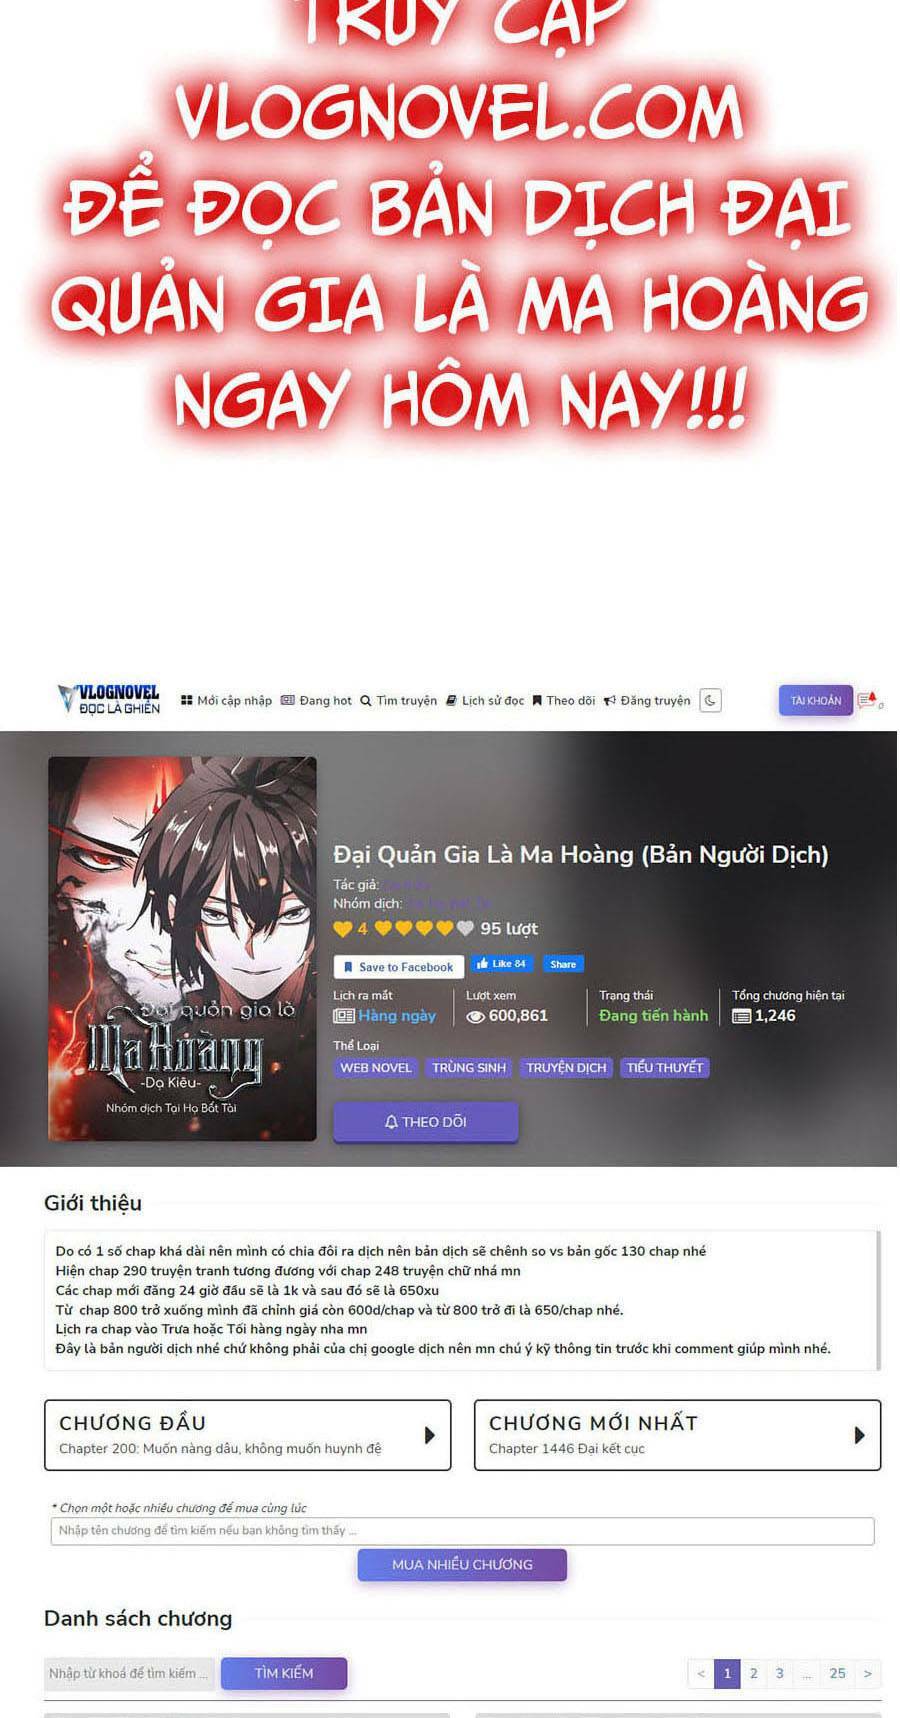 TRUY CẬP
VLOGNOVEL.COM
ĐỂ ĐỌC BẢN DỊCH ĐẠI
QUẢN GIA LÀ MA HOÀNG
NGAY HÔM NAY!!!
VLOGNOVEL
ĐỌC LÀ GHIỀN
Mới cập nhập Đang hot Tìm truyện Lịch sử đọc Theo dõi Đăng truyện
TÀI KHOẢN 0
Đại quản gia là
Ma Hoàng
-Dạ Kiêu-
Nhóm dịch Tại Hạ Bất Tài
Đại Quản Gia Là Ma Hoàng (Bản Người Dịch)
Tác giả:
Nhóm dịch:
4 95 lượt
Save to Facebook Like 84 Share
Lịch ra mắt Lượt xem Trạng thái Tổng chương hiện tại
Hàng ngày 600,861 Đang tiến hành 1,246
Thể Loại
WEB NOVEL TRÙNG SINH TRUYỆN DỊCH TIỂU THUYẾT
THEO DÕI
Giới thiệu
Do có 1 số chap khá dài nên mình có chia đôi ra dịch nên bản dịch sẽ chênh so vs bản gốc 130 chap nhé
Hiện chap 290 truyện tranh tương đương với chap 248 truyện chữ nhá mn
Các chap mới đăng 24 giờ đầu sẽ là 1k và sau đó sẽ là 650xu
Từ chap 800 trở xuống mình đã chỉnh giá còn 600d/chap và từ 800 trở đi là 650/chap nhé.
Lịch ra chap vào Trưa hoặc Tối hàng ngày nha mn
Đây là bản người dịch nhé chứ không phải của chị google dịch nên mn chú ý kỹ thông tin trước khi comment giúp mình nhé.
CHƯƠNG ĐẦU
Chapter 200: Muốn nàng dâu, không muốn huynh đệ
CHƯƠNG MỚI NHẤT
Chapter 1446 Đại kết cục
* Chọn một hoặc nhiều chương để mua cùng lúc
Nhập tên chương để tìm kiếm nếu bạn không tìm thấy ...
MUA NHIỀU CHƯƠNG
Danh sách chương
Nhập từ khoá để tìm kiếm ... TÌM KIẾM < 1 2 3 ... 25 >